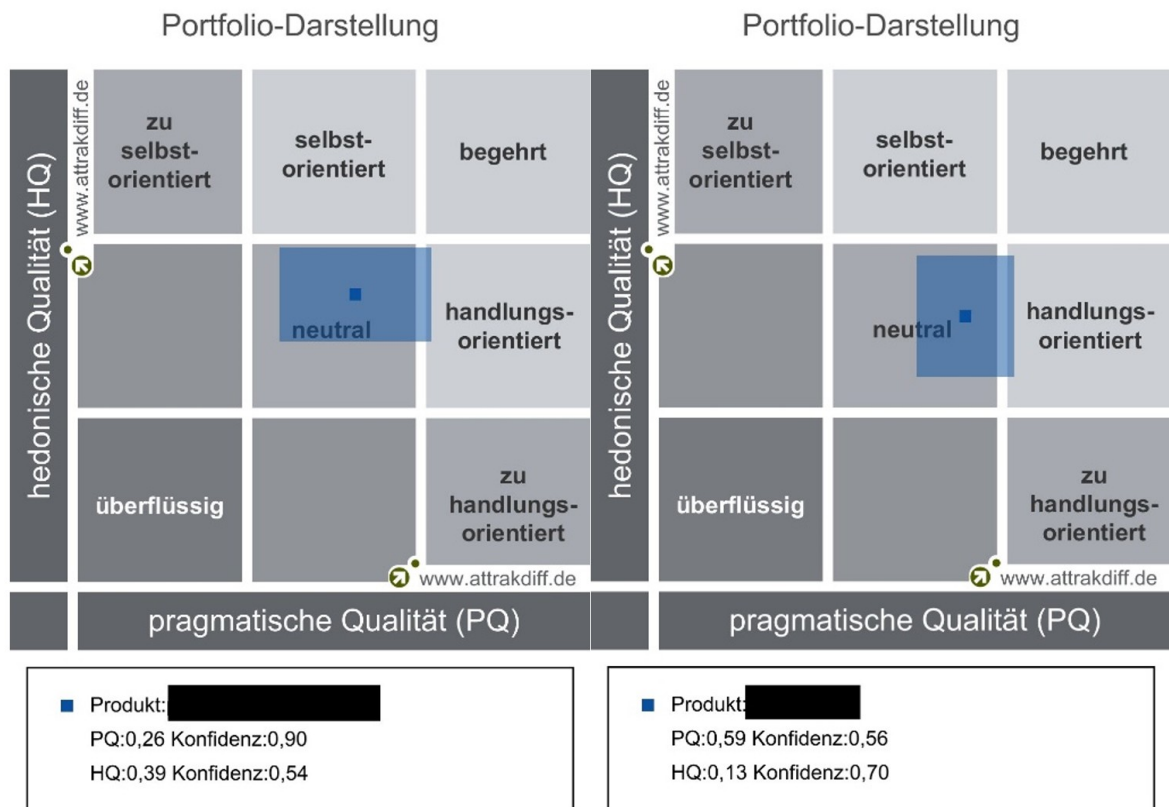 Portfolio-Darstellung
hedonische Qualität (HQ)
www.attrakdiff.de
zu
selbst-
orientiert
selbst-
orientiert
begehrt
neutral
handlungs-
orientiert
überflüssig
zu
handlungs-
orientiert
www.attrakdiff.de
pragmatische Qualität (PQ)
Produkt:
PQ:0,26 Konfidenz:0,90
HQ:0,39 Konfidenz:0,54
Portfolio-Darstellung
hedonische Qualität (HQ)
www.attrakdiff.de
zu
selbst-
orientiert
selbst-
orientiert
begehrt
neutral
handlungs-
orientiert
überflüssig
zu
handlungs-
orientiert
www.attrakdiff.de
pragmatische Qualität (PQ)
Produkt:
PQ:0,59 Konfidenz:0,56
HQ:0,13 Konfidenz:0,70